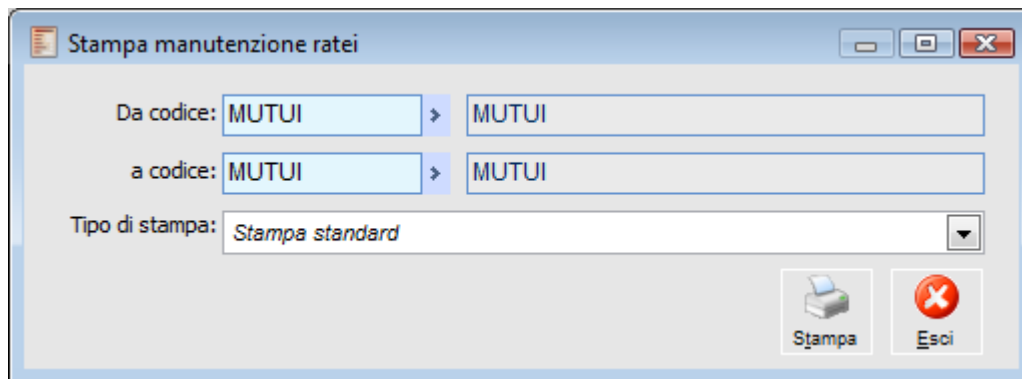 Stampa manutenzione ratei
Da codice: MUTUI MUTUI
a codice: MUTUI MUTUI
Tipo di stampa: Stampa standard
Stampa Esci